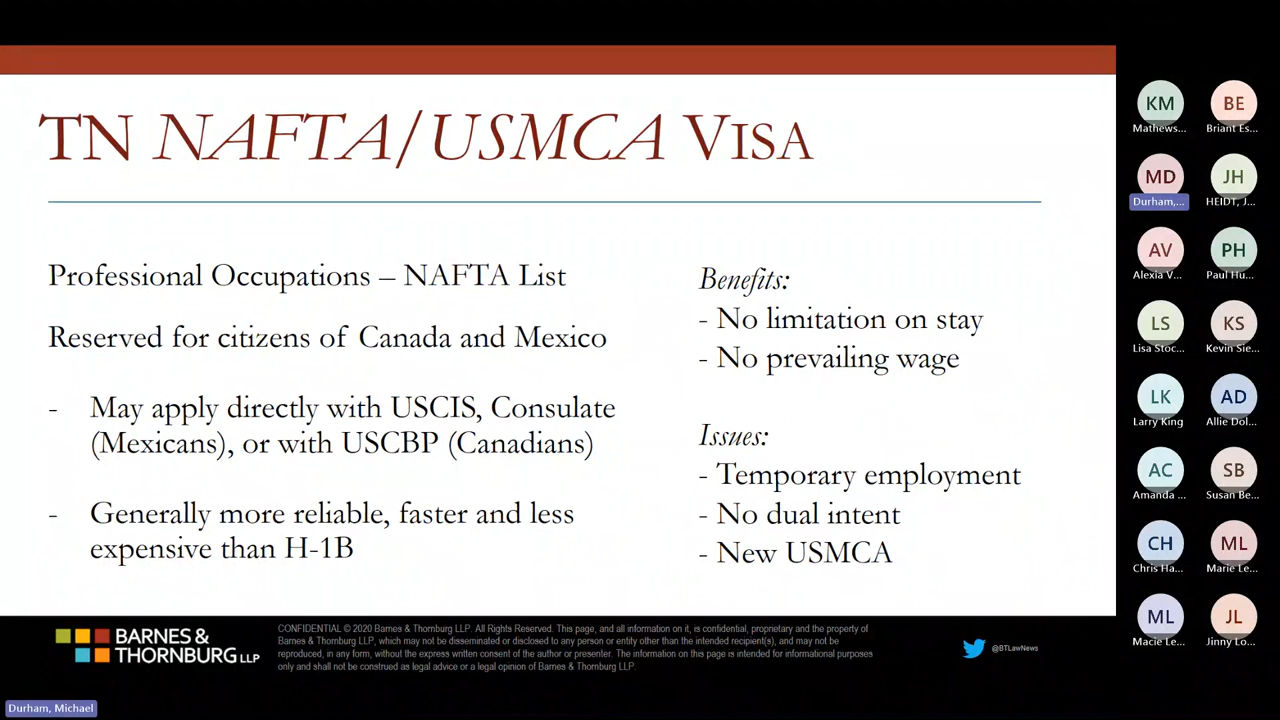 TN NAFTA/USMCA VISA
Professional Occupations – NAFTA List
Reserved for citizens of Canada and Mexico
- May apply directly with USCIS, Consulate
(Mexicans), or with USCBP (Canadians)
- Generally more reliable, faster and less
expensive than H-1B
Benefits:
- No limitation on stay
- No prevailing wage
Issues:
- Temporary employment
- No dual intent
- New USMCA
BARNES &
THORNBURG LLP
CONFIDENTIAL © 2020 Barnes & Thornburg LLP. All Rights Reserved. This page, and all information on it, is confidential, proprietary and the property of
Barnes & Thornburg LLP, which may not be disseminated or disclosed to any person or entity other than the intended recipient(s), and may not be
reproduced, in any form, without the express written consent of the author or presenter. The information on this page is intended for informational purposes
only and shall not be construed as legal advice or a legal opinion of Barnes & Thornburg LLP.
@BTLawNews
KM BE
Mathews... Briant Es...
MD JH
Durham,... HEIDT, J...
AV PH
Alexia V... Paul Hu...
LS KS
Lisa Stoc... Kevin Sie...
LK AD
Larry King Allie Dol...
AC SB
Amanda ... Susan Be...
CH ML
Chris Ha... Marie Le...
ML JL
Macie Le... Jinny Lo...
Durham, Michael